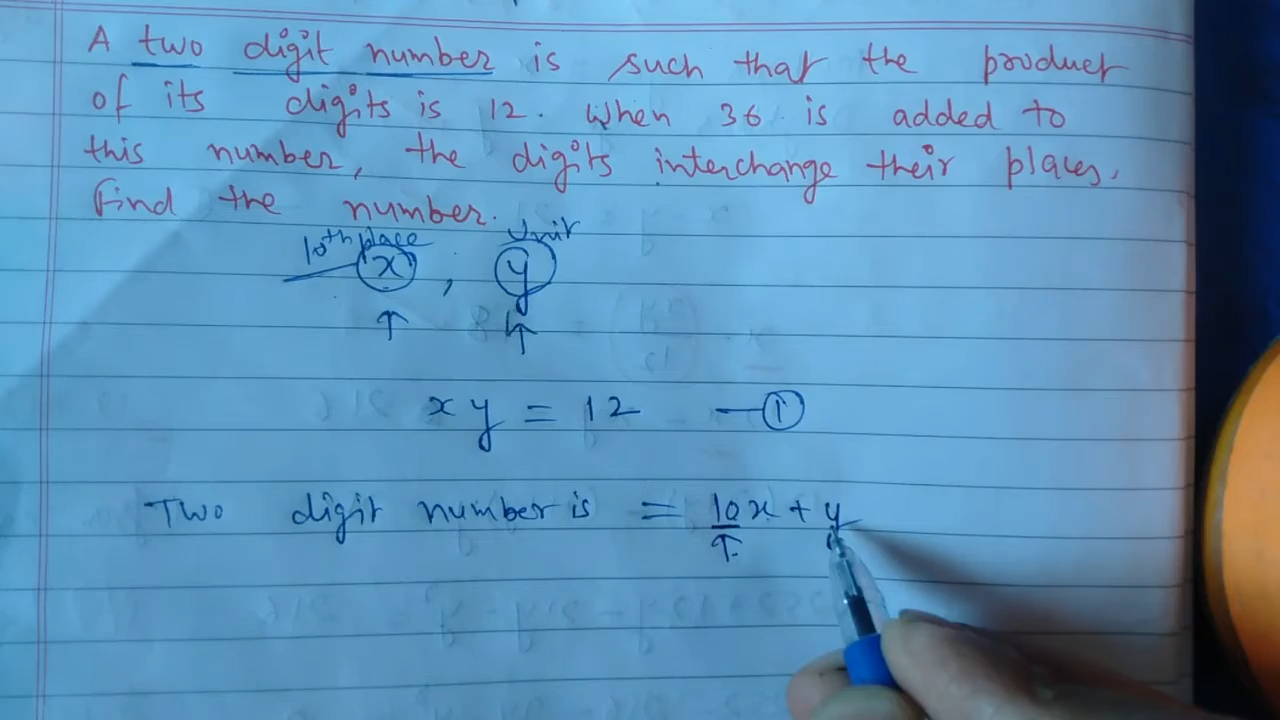 A two digit number is such that the product
of its digits is 12. When 36 is added to
this number, the digits interchange their places.
Find the number.
10th place Unit
x , y
xy = 12 — 1
Two digit number is = 10x + y